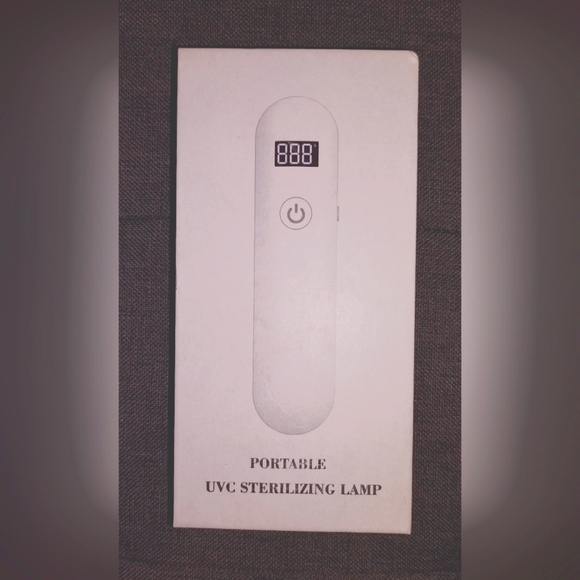 888°
PORTABLE
UVC STERILIZING LAMP